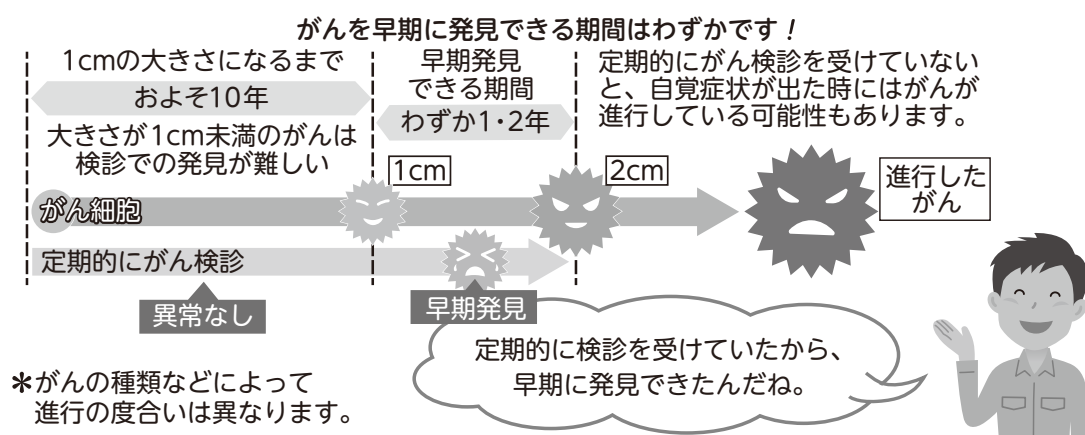 がんを早期に発見できる期間はわずかです！
1cmの大きさになるまで
およそ10年
大きさが1cm未満のがんは
検診での発見が難しい
早期発見
できる期間
わずか1・2年
定期的にがん検診を受けていない
と、自覚症状が出た時にはがんが
進行している可能性もあります。
1cm
2cm
進行した
がん
がん細胞
定期的にがん検診
異常なし
早期発見
定期的に検診を受けていたから、
早期に発見できたんだね。
＊がんの種類などによって
進行の度合いは異なります。